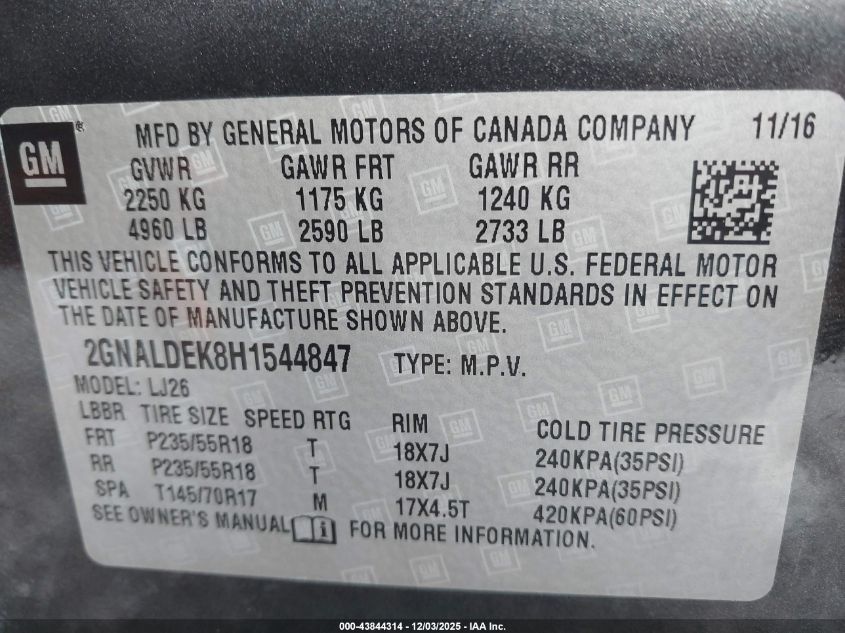 GM®
MFD BY GENERAL MOTORS OF CANADA COMPANY 11/16
GVWR GAWR FRT GAWR RR
2250 KG 1175 KG 1240 KG
4960 LB 2590 LB 2733 LB
THIS VEHICLE CONFORMS TO ALL APPLICABLE U.S. FEDERAL MOTOR
VEHICLE SAFETY AND THEFT PREVENTION STANDARDS IN EFFECT ON
THE DATE OF MANUFACTURE SHOWN ABOVE.
2GNALDEK8H1544847 TYPE: M.P.V.
MODEL: LJ26
LBBR TIRE SIZE SPEED RTG RIM COLD TIRE PRESSURE
FRT P235/55R18 T 18X7J 240KPA(35PSI)
RR P235/55R18 T 18X7J 240KPA(35PSI)
SPA T145/70R17 M 17X4.5T 420KPA(60PSI)
SEE OWNER'S MANUAL FOR MORE INFORMATION.
000-43844314 - 12/03/2025 - IAA Inc.